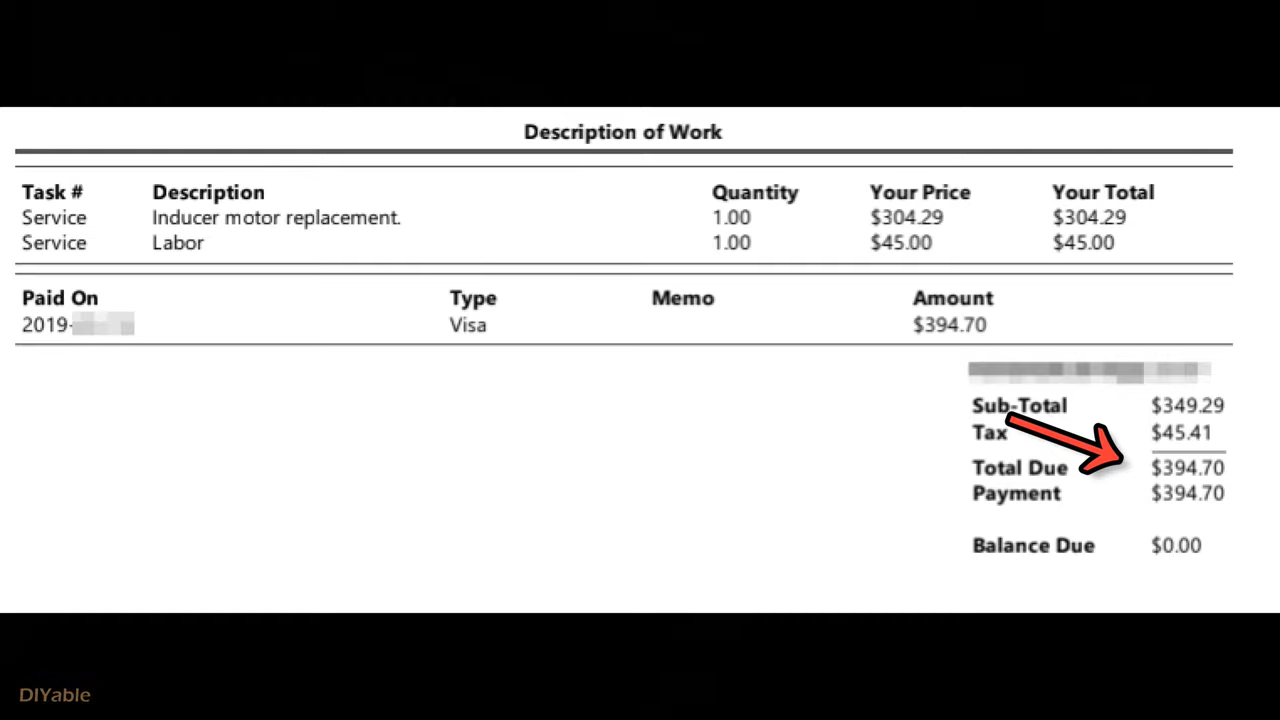 Description of Work
Task # Description Quantity Your Price Your Total
Service Inducer motor replacement. 1.00 $304.29 $304.29
Service Labor 1.00 $45.00 $45.00
Paid On Type Memo Amount
2019- Visa $394.70
Sub-Total $349.29
Tax $45.41
Total Due $394.70
Payment $394.70
Balance Due $0.00
DIYable